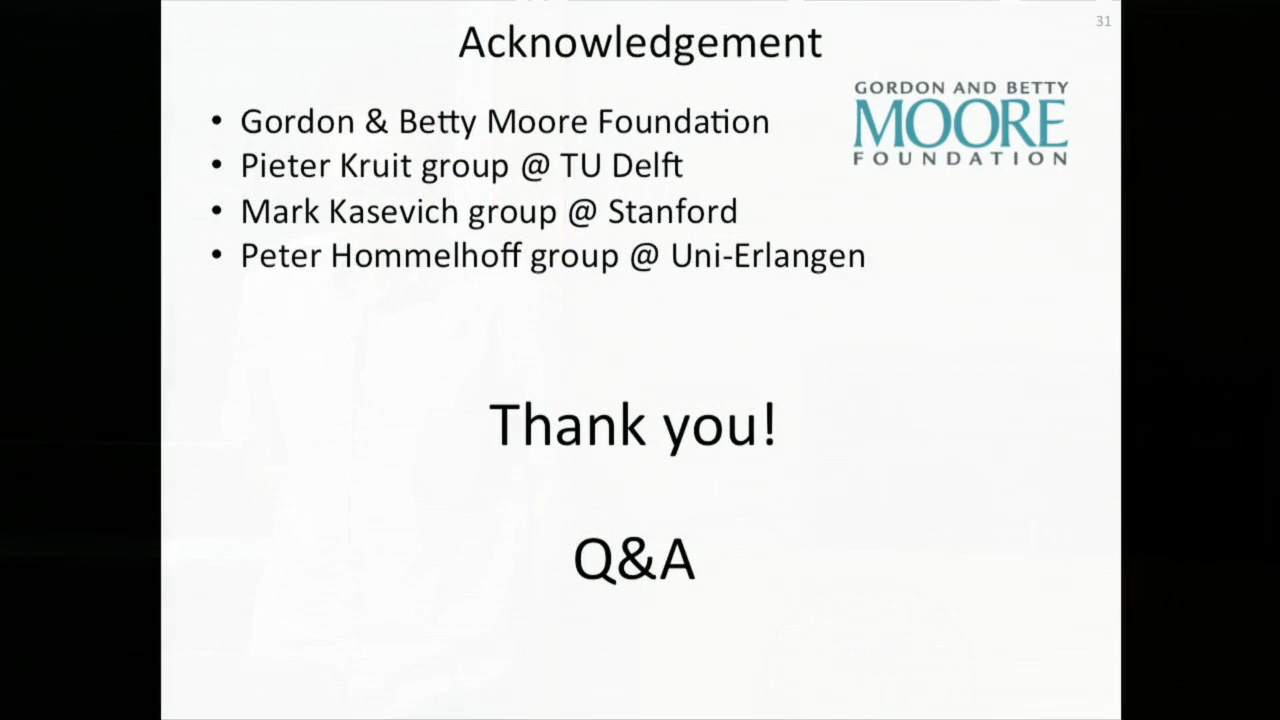 31
Acknowledgement
• Gordon & Betty Moore Foundation
• Pieter Kruit group @ TU Delft
• Mark Kasevich group @ Stanford
• Peter Hommelhoff group @ Uni-Erlangen
GORDON AND BETTY
MOORE
FOUNDATION
Thank you!
Q&A